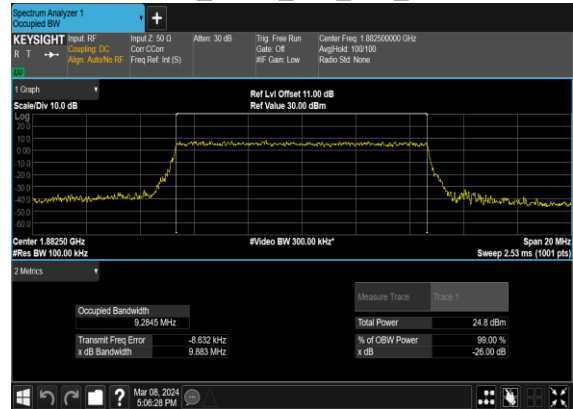 Spectrum Analyzer 1
Occupied BW
KEYSIGHT Input: RF Input Z: 50 Ω Atten: 30 dB Trig: Free Run Center Freq: 1.882500000 GHz
R T Coupling: DC Corr CCorr Gate: Off Avg|Hold: 100/100
Align: Auto/No RF Freq Ref: Int (S) #IF Gain: Low Radio Std: None
1 Graph
Ref Lvl Offset 11.00 dB
Scale/Div 10.0 dB Ref Value 30.00 dBm
Log
20.0
10.0
0.00
-10.0
-20.0
-30.0
-40.0
-50.0
-60.0
Center 1.88250 GHz #Video BW 300.00 kHz* Span 20 MHz
#Res BW 100.00 kHz Sweep 2.53 ms (1001 pts)
2 Metrics
Measure Trace Trace 1
Occupied Bandwidth
9.2645 MHz Total Power 24.8 dBm
Transmit Freq Error -8.632 kHz % of OBW Power 99.00 %
x dB Bandwidth 9.883 MHz x dB -26.00 dB
Mar 08, 2024
5:06:28 PM